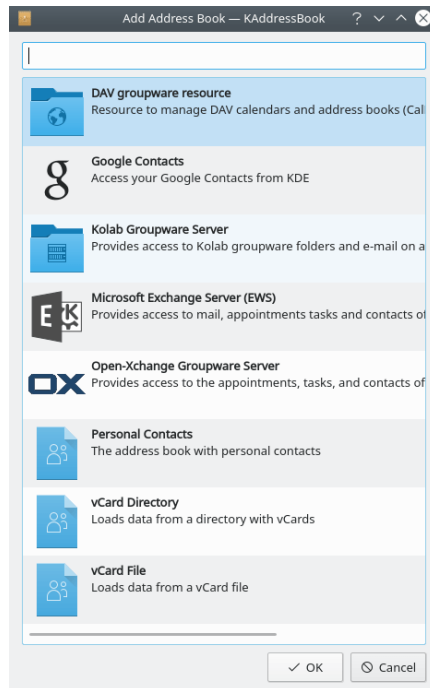 Add Address Book — KAddressBook
DAV groupware resource
Resource to manage DAV calendars and address books (Cal
Google Contacts
Access your Google Contacts from KDE
Kolab Groupware Server
Provides access to Kolab groupware folders and e-mail on a
Microsoft Exchange Server (EWS)
Provides access to mail, appointments tasks and contacts of
Open-Xchange Groupware Server
Provides access to the appointments, tasks, and contacts of
Personal Contacts
The address book with personal contacts
vCard Directory
Loads data from a directory with vCards
vCard File
Loads data from a vCard file
OK Cancel